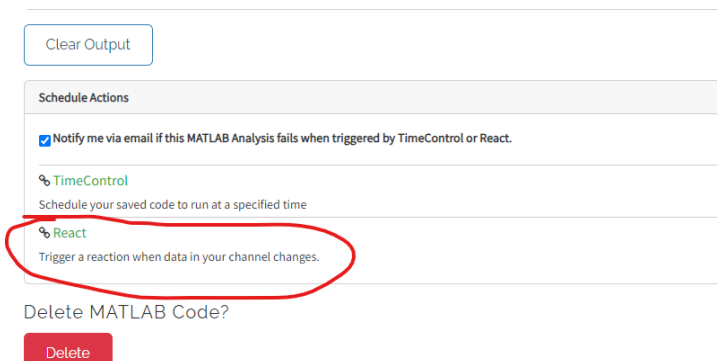 Clear Output
Schedule Actions
Notify me via email if this MATLAB Analysis fails when triggered by TimeControl or React.
TimeControl
Schedule your saved code to run at a specified time
React
Trigger a reaction when data in your channel changes.
Delete MATLAB Code?
Delete